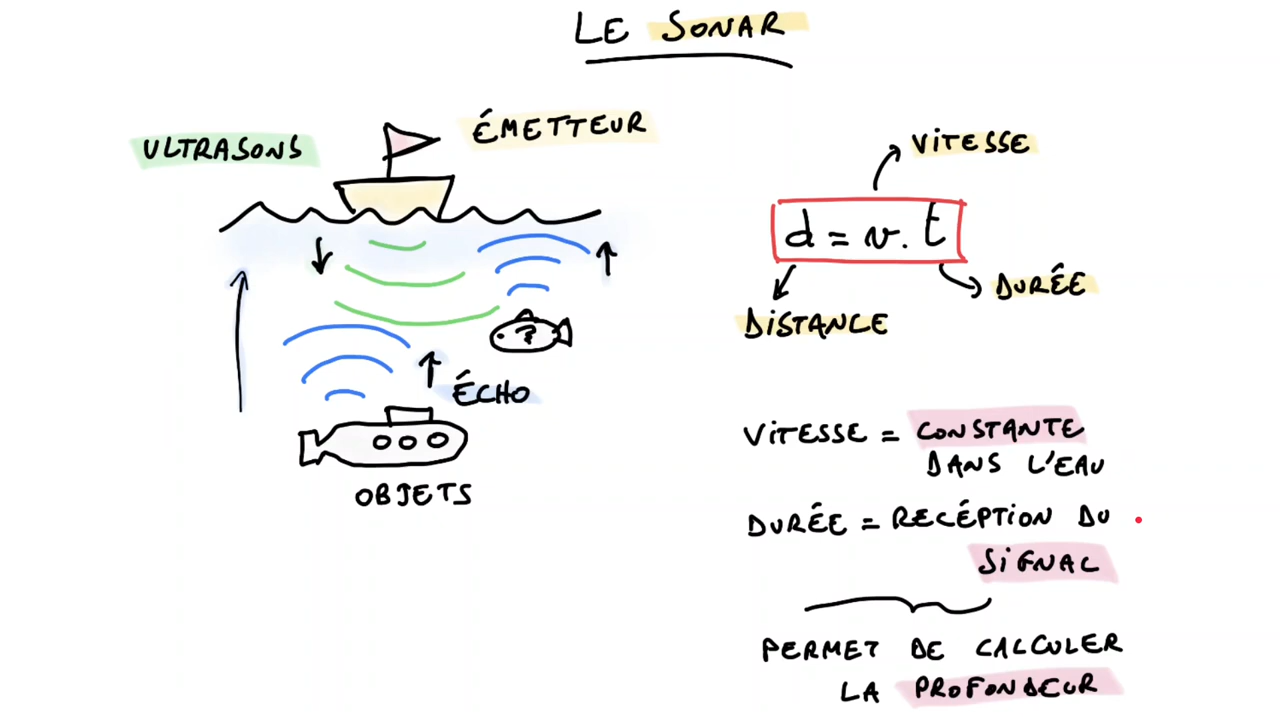 LE SONAR
ULTRASONS
ÉMETTEUR
ÉCHO
OBJETS
VITESSE
d = v. t
DURÉE
DISTANCE
VITESSE = CONSTANTE
DANS L'EAU
DURÉE = RECÉPTION DU
SIGNAL
PERMET DE CALCULER
LA PROFONDEUR